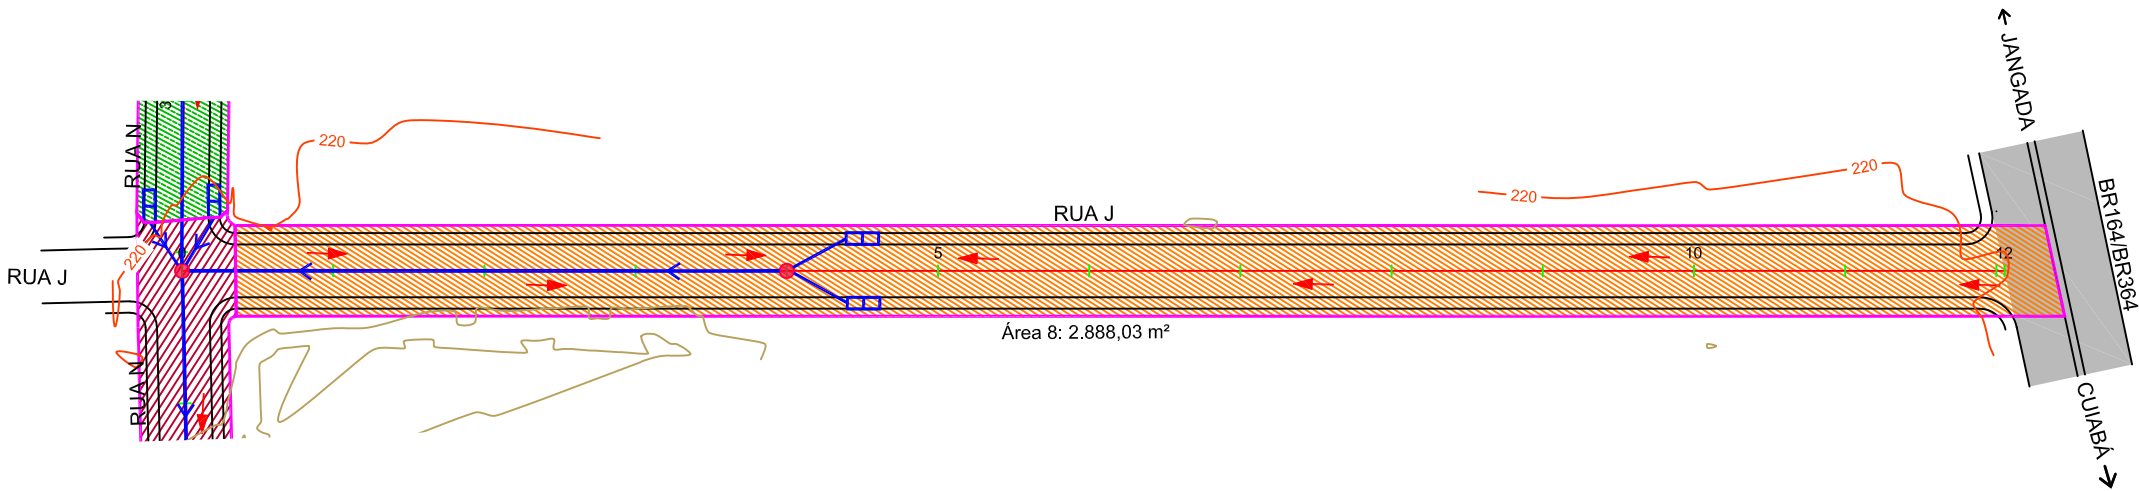 JANGADA
3
RUA N
220
220
220
BR164/BR364
RUA J
220
5
10
12
RUA J
Área 8: 2.888,03 m²
RUA N
CUIABÁ